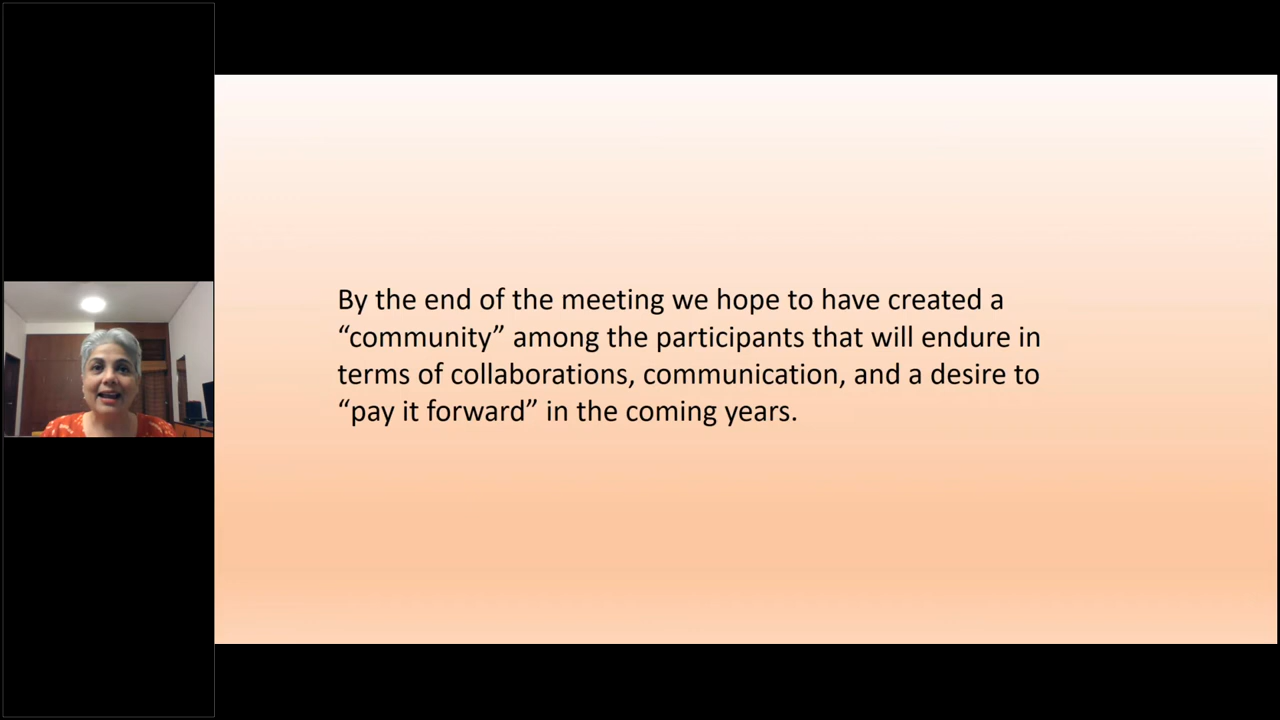 By the end of the meeting we hope to have created a
“community” among the participants that will endure in
terms of collaborations, communication, and a desire to
“pay it forward” in the coming years.